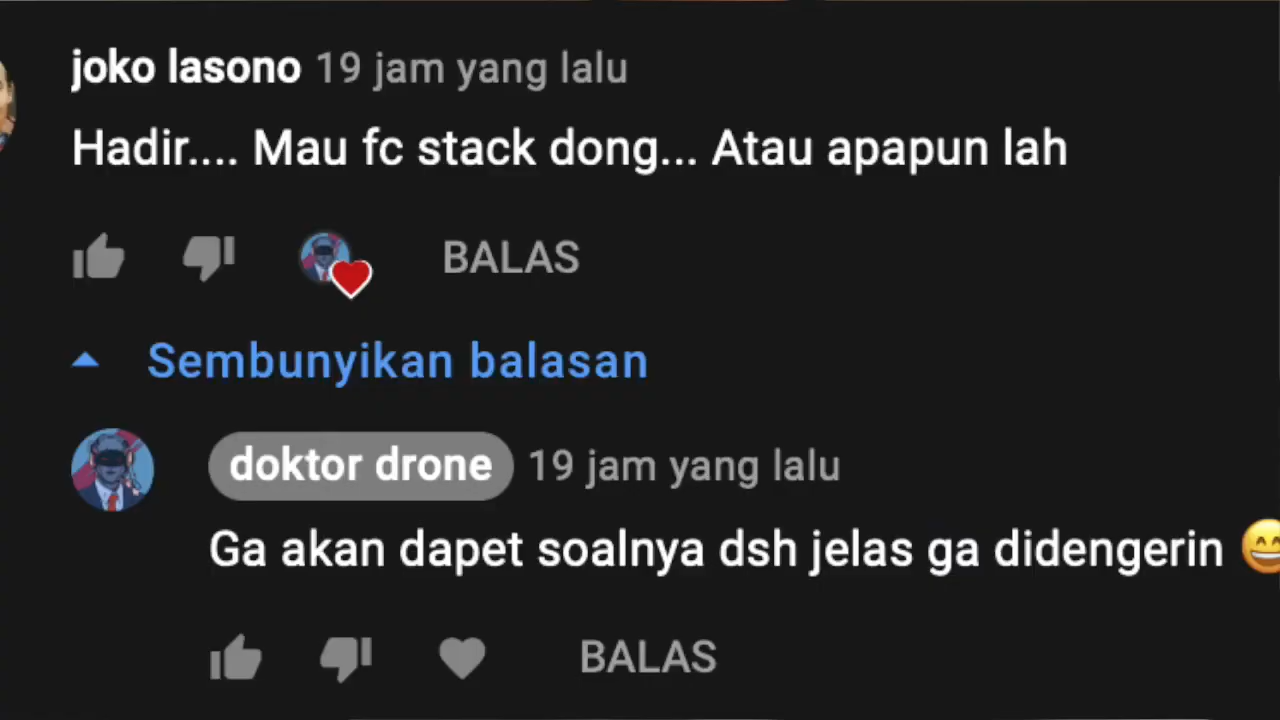 joko lasono 19 jam yang lalu
Hadir.... Mau fc stack dong... Atau apapun lah
BALAS
Sembunyikan balasan
doktor drone 19 jam yang lalu
Ga akan dapet soalnya dsh jelas ga didengerin 😄
BALAS